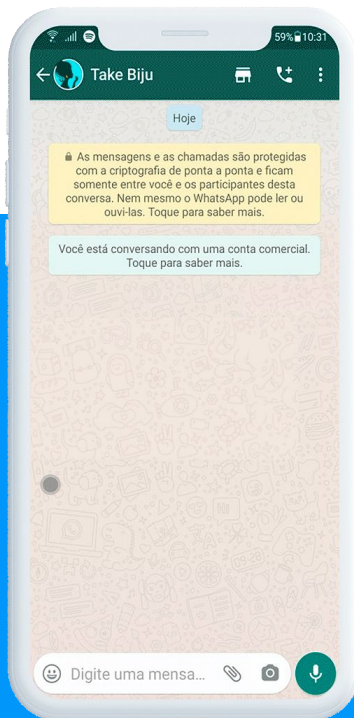 59% 10:31
Take Biju
Hoje
As mensagens e as chamadas são protegidas
com a criptografia de ponta a ponta e ficam
somente entre você e os participantes desta
conversa. Nem mesmo o WhatsApp pode ler ou
ouvi-las. Toque para saber mais.
Você está conversando com uma conta comercial.
Toque para saber mais.
Digite uma mensa...